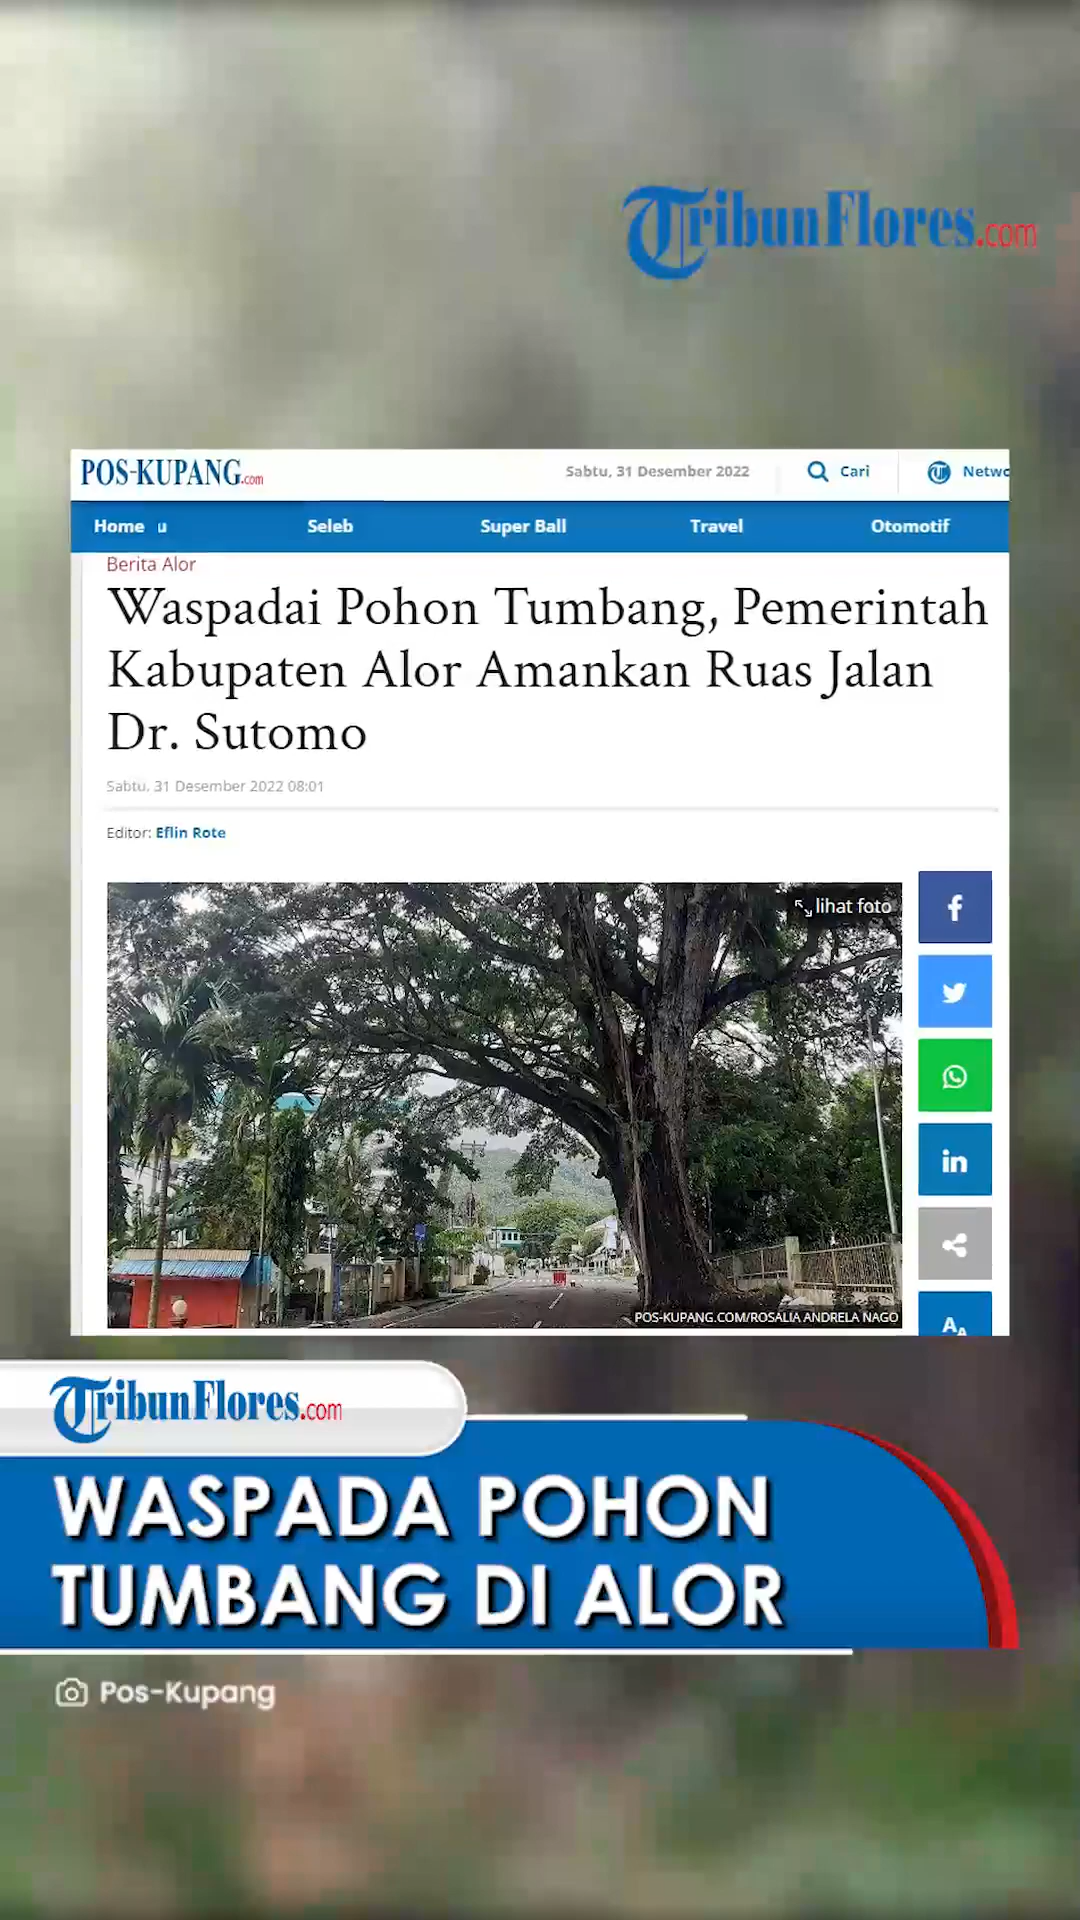 TribunFlores.com
POS-KUPANG.com
Sabtu, 31 Desember 2022
Cari
Netwo
Home
u
Seleb
Super Ball
Travel
Otomotif
Berita Alor
Waspadai Pohon Tumbang, Pemerintah
Kabupaten Alor Amankan Ruas Jalan
Dr. Sutomo
Sabtu, 31 Desember 2022 08:01
Editor: Eflin Rote
lihat foto
POS-KUPANG.COM/ROSALIA ANDRELA NAGO
AA
TribunFlores.com
WASPADA POHON
TUMBANG DI ALOR
Pos-Kupang